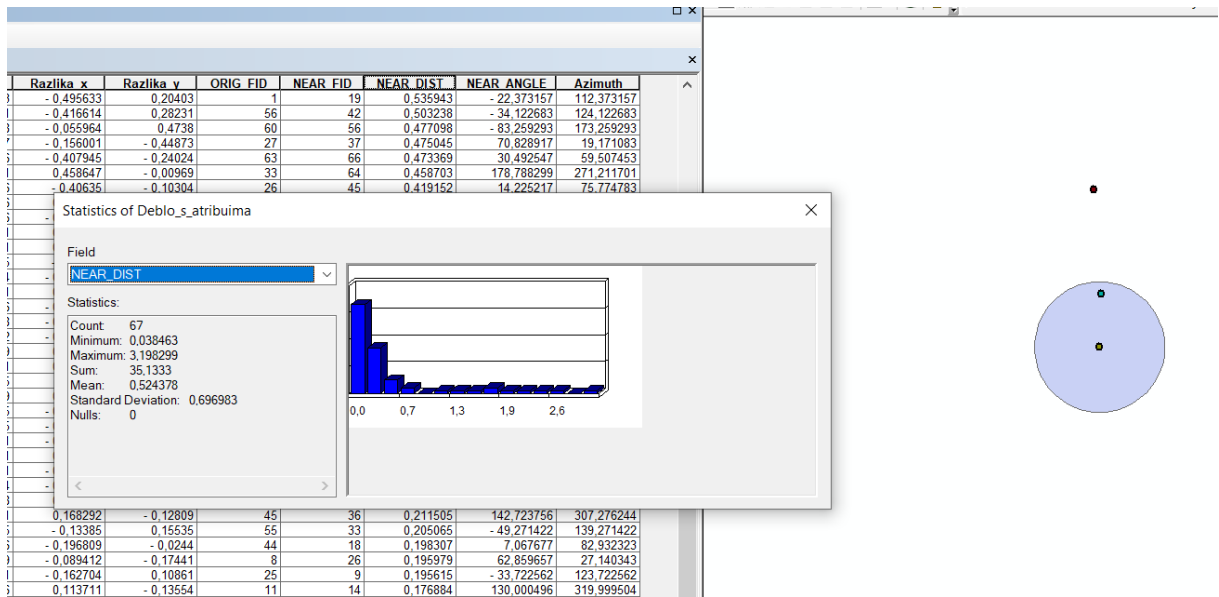 Razlika_x Razlika_y ORIG_FID NEAR_FID NEAR_DIST NEAR_ANGLE Azimuth
- 0,495633 0,20403 1 19 0,535943 - 22,373157 112,373157
- 0,416614 0,28231 56 42 0,503238 - 34,122683 124,122683
- 0,055964 0,4738 60 56 0,477098 - 83,259293 173,259293
- 0,156001 - 0,44873 27 37 0,475045 70,828917 19,171083
- 0,407945 - 0,24024 63 66 0,473369 30,492547 59,507453
0,458647 - 0,00969 33 64 0,458703 178,788299 271,211701
- 0,40635 - 0,10304 26 45 0,419152 14,225217 75,774783
Statistics of Deblo_s_atribuima
Field
NEAR_DIST
Statistics:
Count: 67
Minimum: 0,038463
Maximum: 3,198299
Sum: 35,1333
Mean: 0,524378
Standard Deviation: 0,696983
Nulls: 0
0,0 0,7 1,3 1,9 2,6
0,168292 - 0,12809 45 36 0,211505 142,723756 307,276244
- 0,13385 0,15535 55 33 0,205065 - 49,271422 139,271422
- 0,196809 - 0,0244 44 18 0,198307 7,067677 82,932323
- 0,089412 - 0,17441 8 26 0,195979 62,859657 27,140343
- 0,162704 0,10861 25 9 0,195615 - 33,722562 123,722562
0,113711 - 0,13554 11 14 0,176884 130,000496 319,999504